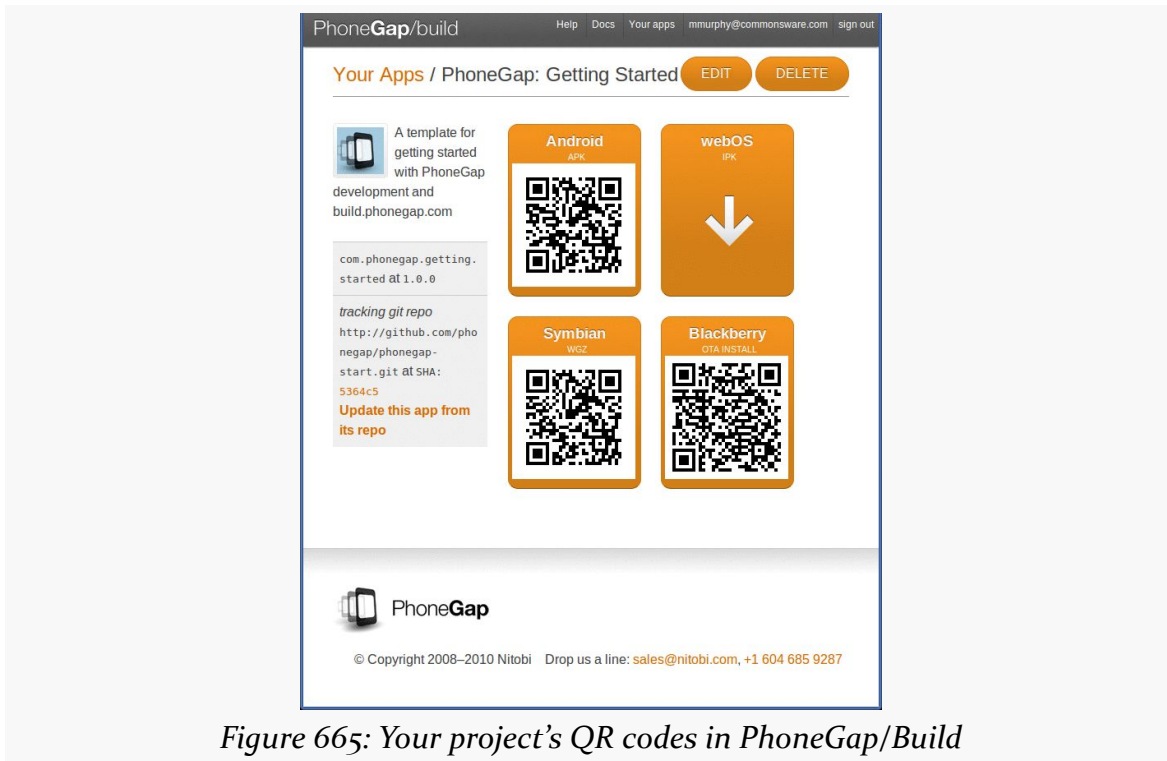 PhoneGap/build
Help Docs Your apps mmurphy@commonsware.com sign out
Your Apps / PhoneGap: Getting Started
EDIT
DELETE
A template for
getting started
with PhoneGap
development and
build.phonegap.com
com.phonegap.getting.
started at 1.0.0
tracking git repo
http://github.com/pho
negap/phonegap-
start.git at SHA:
5364c5
Update this app from
its repo
Android
APK
webOS
IPK
Symbian
WGZ
Blackberry
OTA INSTALL
PhoneGap
© Copyright 2008–2010 Nitobi Drop us a line: sales@nitobi.com, +1 604 685 9287
Figure 665: Your project's QR codes in PhoneGap/Build